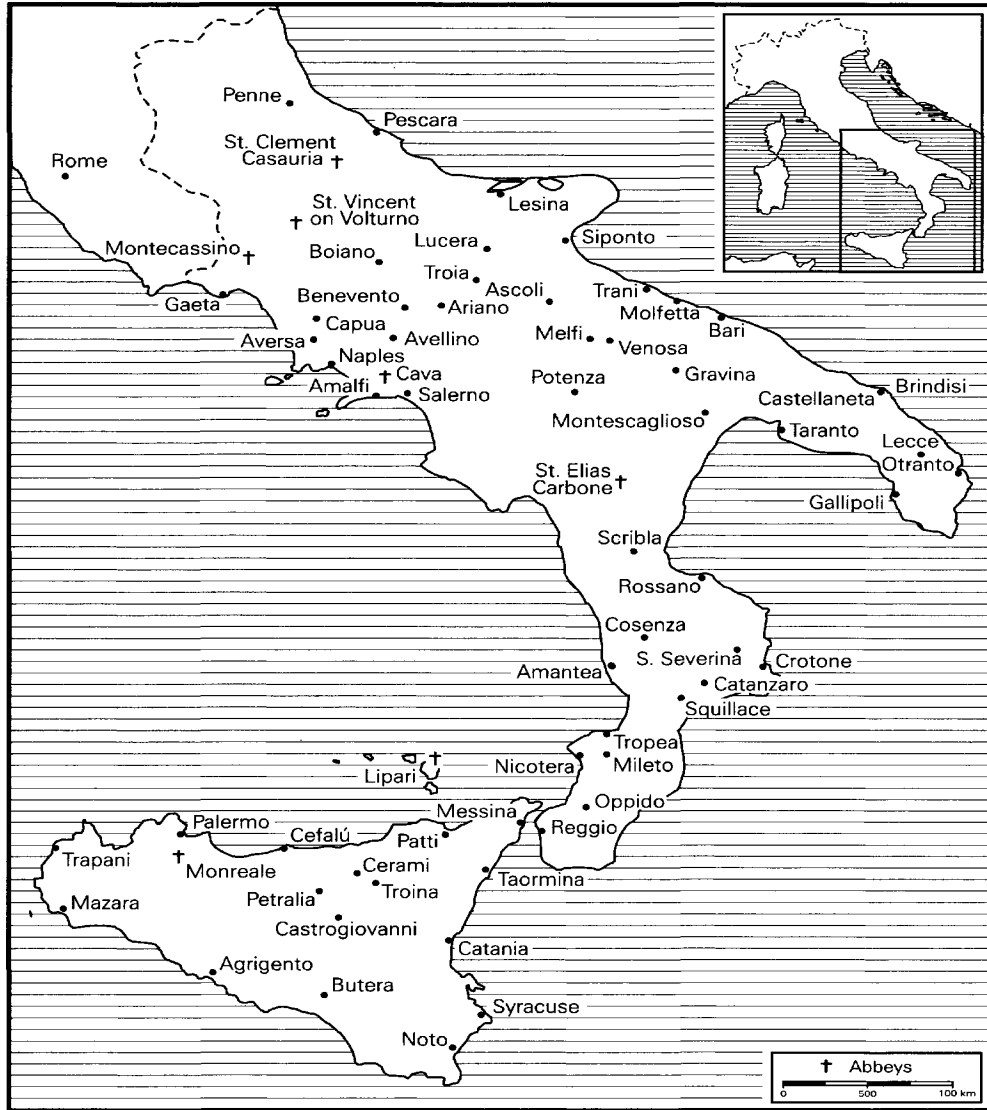 Penne
Pescara
St. Clement
Casauria
Rome
St. Vincent
on Volturno
Lesina
Montecassino
Boiano
Lucera
Siponto
Troia
Gaeta
Benevento
Ascoli
Ariano
Trani
Molfetta
Capua
Bari
Aversa
Avellino
Melfi
Venosa
Naples
Cava
Gravina
Amalfi
Salerno
Potenza
Castellaneta
Brindisi
Montescaglioso
Taranto
Lecce
Otranto
St. Elias
Carbone
Gallipoli
Scribla
Rossano
Cosenza
S. Severina
Crotone
Amantea
Catanzaro
Squillace
Tropea
Nicotera
Mileto
Lipari
Oppido
Messina
Reggio
Palermo
Cefalú
Patti
Trapani
Monreale
Cerami
Taormina
Troina
Petralia
Mazara
Castrogiovanni
Catania
Agrigento
Butera
Syracuse
Noto
† Abbeys
0 500 100 km